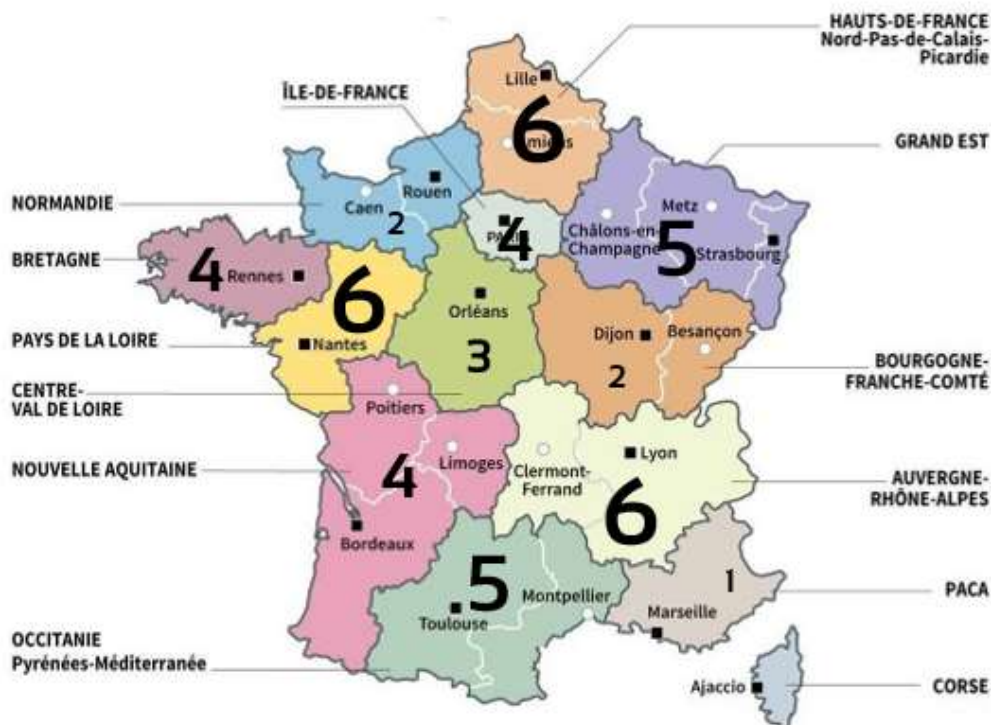 HAUTS-DE-FRANCE
Nord-Pas-de-Calais-
Picardie
Lille
ÎLE-DE-FRANCE
6
miens
GRAND EST
Rouen
Metz
NORMANDIE
Caen
2
Châlons-en-
Champagne
4
5
Strasbourg
BRETAGNE
4
Rennes
6
Orléans
Dijon
Besançon
PAYS DE LA LOIRE
Nantes
3
2
BOURGOGNE-
FRANCHE-COMTÉ
CENTRE-
VAL DE LOIRE
Poitiers
Lyon
NOUVELLE AQUITAINE
4
Limoges
Clermont-
Ferrand
AUVERGNE-
RHÔNE-ALPES
6
Bordeaux
5
1
PACA
Montpellier
Marseille
Toulouse
OCCITANIE
Pyrénées-Méditerranée
Ajaccio
CORSE